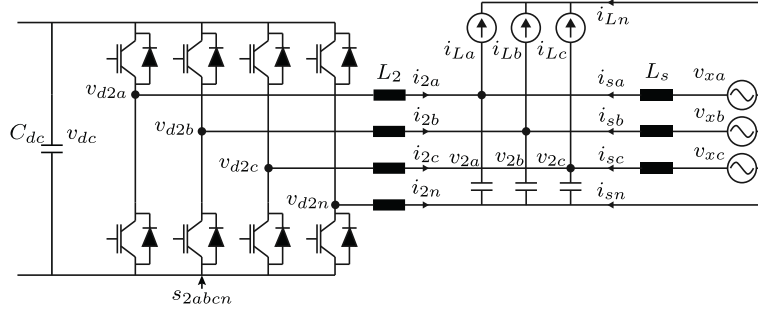 i_{Ln}
i_{La} i_{Lb} i_{Lc}
v_{d2a} L_2 i_{2a} i_{sa} L_s v_{xa}
v_{d2b} i_{2b} i_{sb} v_{xb}
C_{dc} v_{dc}
v_{d2c} i_{2c} v_{2a} v_{2b} v_{2c} i_{sc} v_{xc}
v_{d2n} i_{2n} i_{sn}
s_{2abcn}